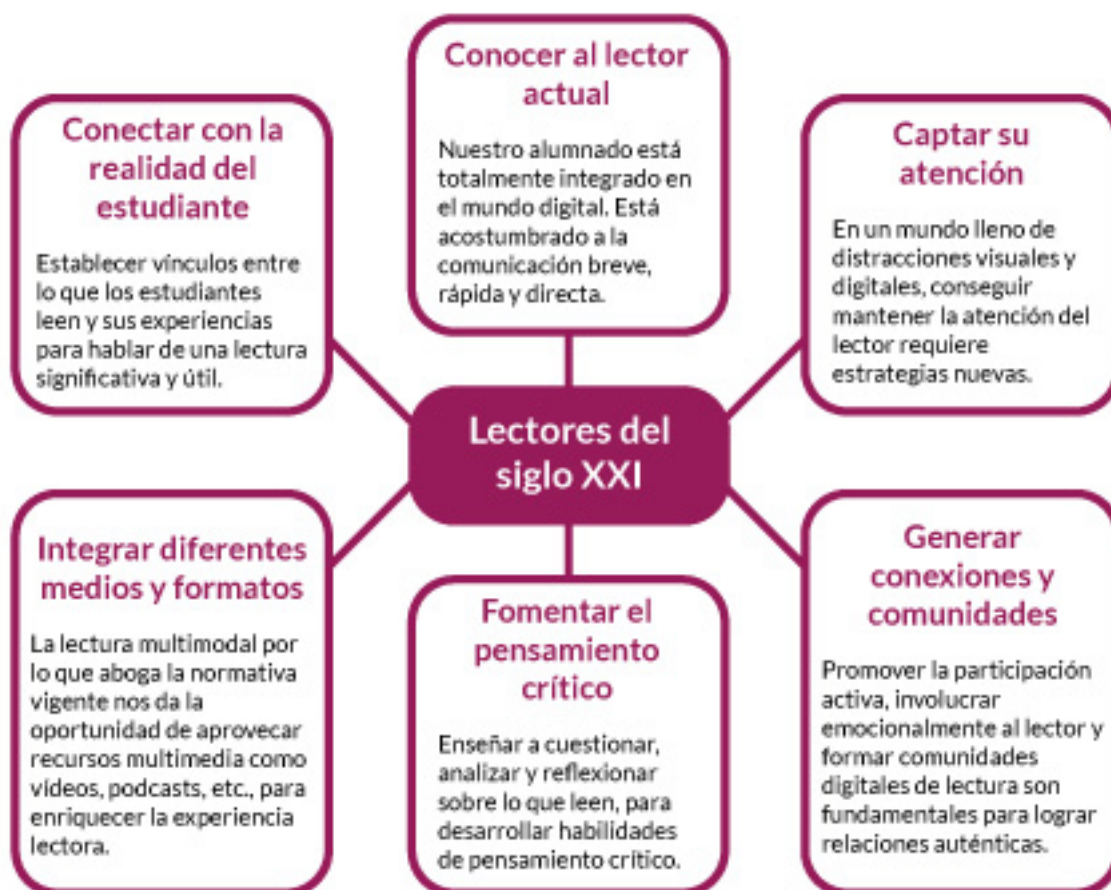 Conocer al lector
actual
Nuestro alumnado está
totalmente integrado en
el mundo digital. Está
acostumbrado a la
comunicación breve,
rápida y directa.
Conectar con la
realidad del
estudiante
Establecer vínculos entre
lo que los estudiantes
leen y sus experiencias
para hablar de una lectura
significativa y útil.
Captar su
atención
En un mundo lleno de
distracciones visuales y
digitales, conseguir
mantener la atención del
lector requiere
estrategias nuevas.
Lectores del
siglo XXI
Integrar diferentes
medios y formatos
La lectura multimodal por
lo que aboga la normativa
vigente nos da la
oportunidad de aprovecar
recursos multimedia como
vídeos, podcasts, etc., para
enriquecer la experiencia
lectora.
Fomentar el
pensamiento
crítico
Enseñar a cuestionar,
analizar y reflexionar
sobre lo que leen, para
desarrollar habilidades
de pensamiento crítico.
Generar
conexiones y
comunidades
Promover la participación
activa, involucrar
emocionalmente al lector y
formar comunidades
digitales de lectura son
fundamentales para lograr
relaciones auténticas.